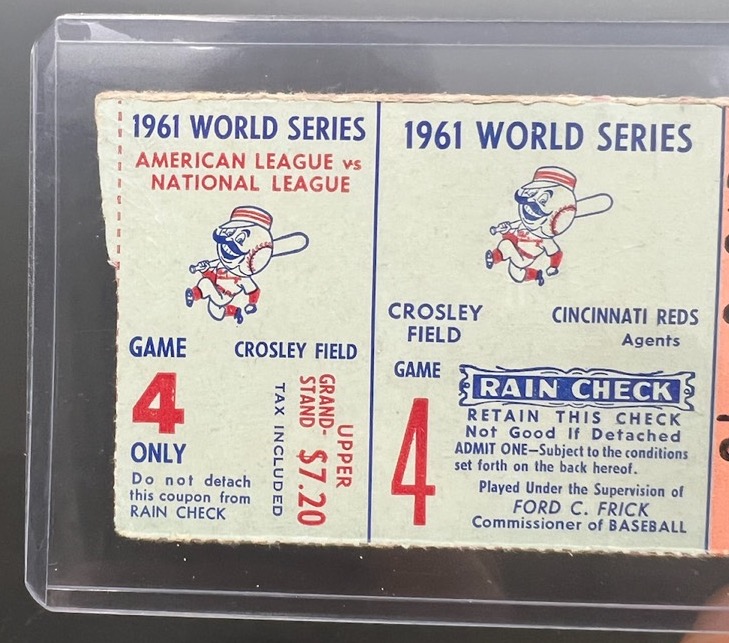 1961 WORLD SERIES
AMERICAN LEAGUE vs
NATIONAL LEAGUE
GAME
4
ONLY
CROSLEY FIELD
Do not detach
this coupon from
RAIN CHECK
TAX INCLUDED
UPPER
GRAND-
STAND $7.20
1961 WORLD SERIES
CROSLEY
FIELD
CINCINNATI REDS
Agents
GAME
4
RAIN CHECK
RETAIN THIS CHECK
Not Good If Detached
ADMIT ONE—Subject to the conditions
set forth on the back hereof.
Played Under the Supervision of
FORD C. FRICK
Commissioner of BASEBALL